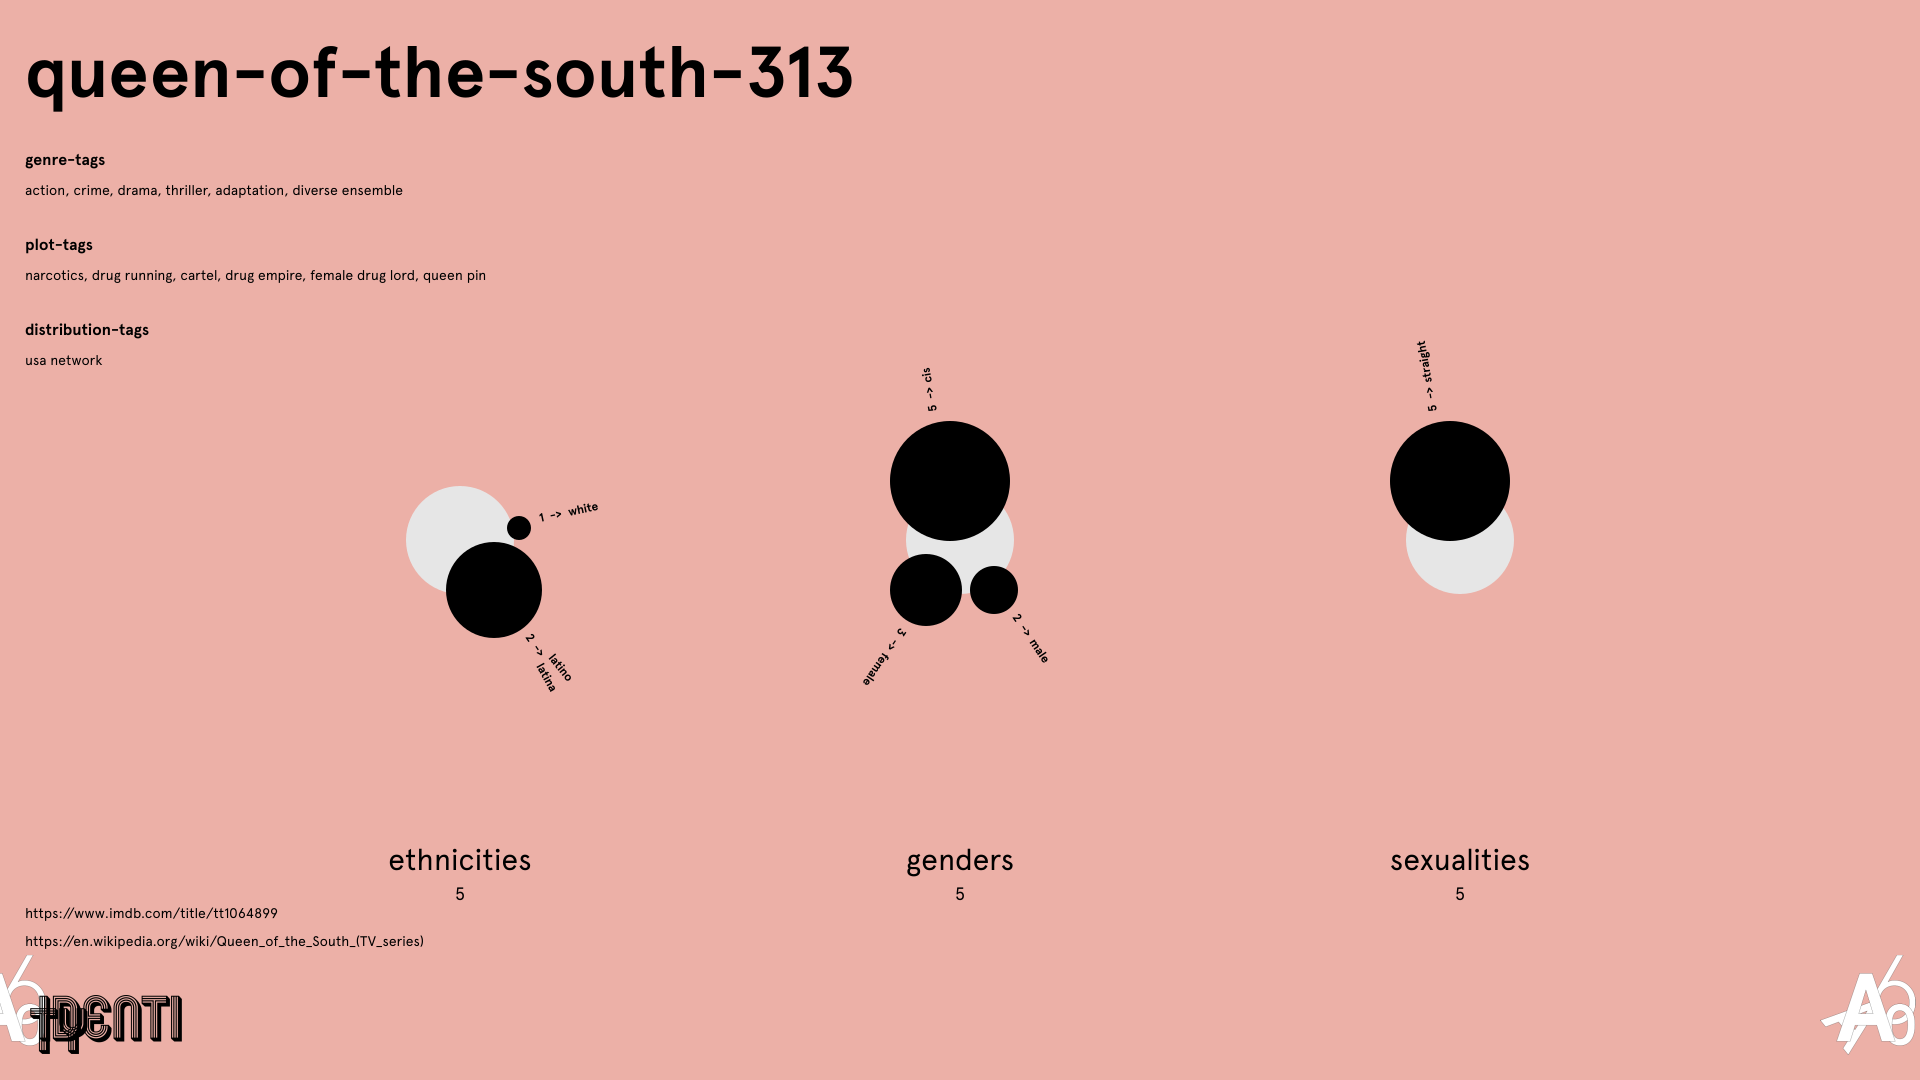 queen-of-the-south-313
genre-tags
action, crime, drama, thriller, adaptation, diverse ensemble
plot-tags
narcotics, drug running, cartel, drug empire, female drug lord, queen pin
distribution-tags
usa network
5 -> straight
5 -> cis
1 -> white
2 -> latino
latina
3 -> female
2 -> male
ethnicities
5
genders
5
sexualities
5
https://www.imdb.com/title/tt1064899
https://en.wikipedia.org/wiki/Queen_of_the_South_(TV_series)
IDENTI